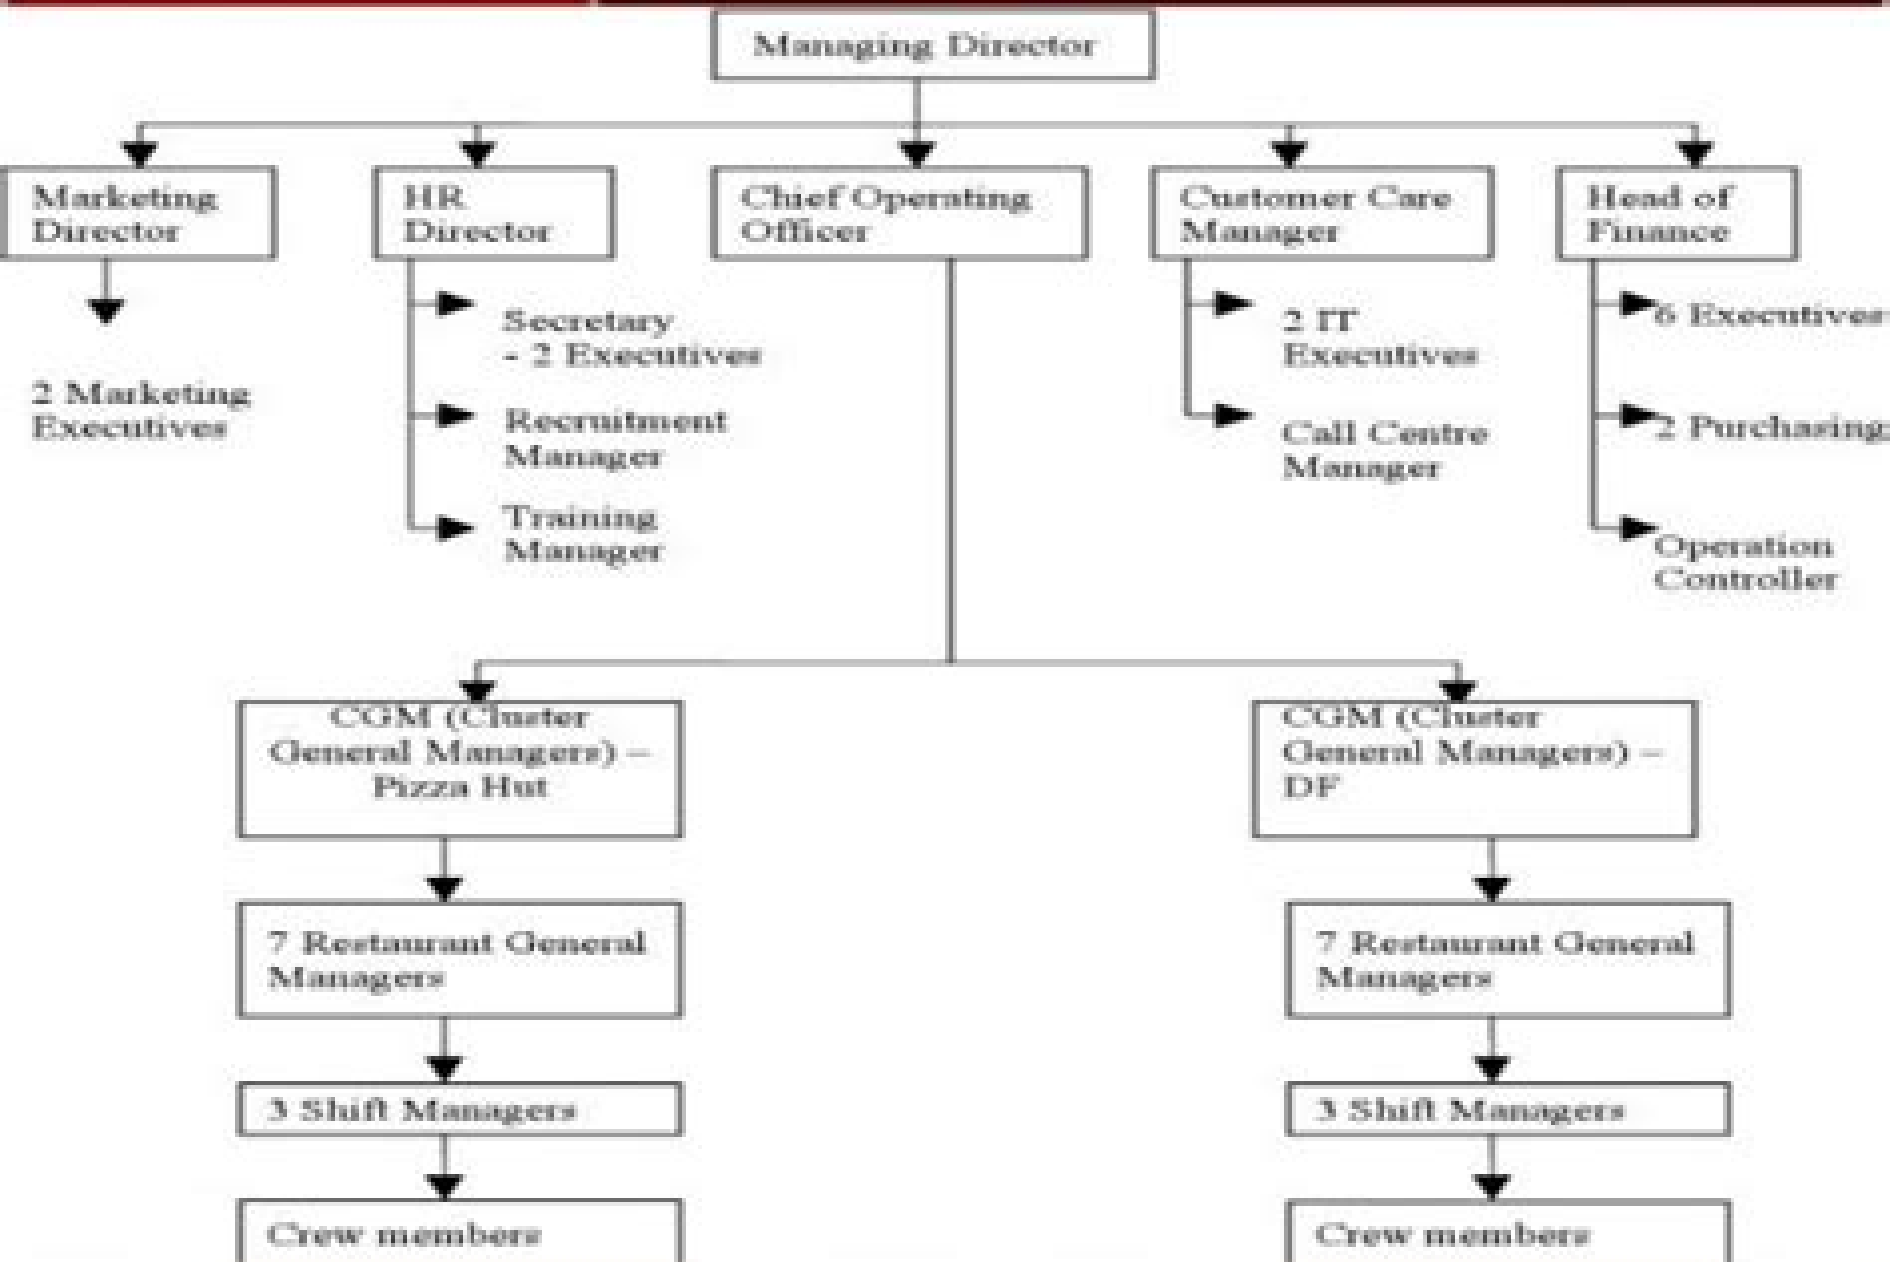 Managing Director
Marketing
Director
HR
Director
Chief Operating
Officer
Customer Care
Manager
Head of
Finance
2 Marketing
Executives
Secretary
- 2 Executives
Recruitment
Manager
Training
Manager
2 IT
Executives
Call Centre
Manager
6 Executives
2 Purchasing
Operation
Controller
CGM (Cluster
General Managers) –
Pizza Hut
CGM (Cluster
General Managers) –
DF
7 Restaurant General
Managers
7 Restaurant General
Managers
3 Shift Managers
3 Shift Managers
Crew members
Crew members